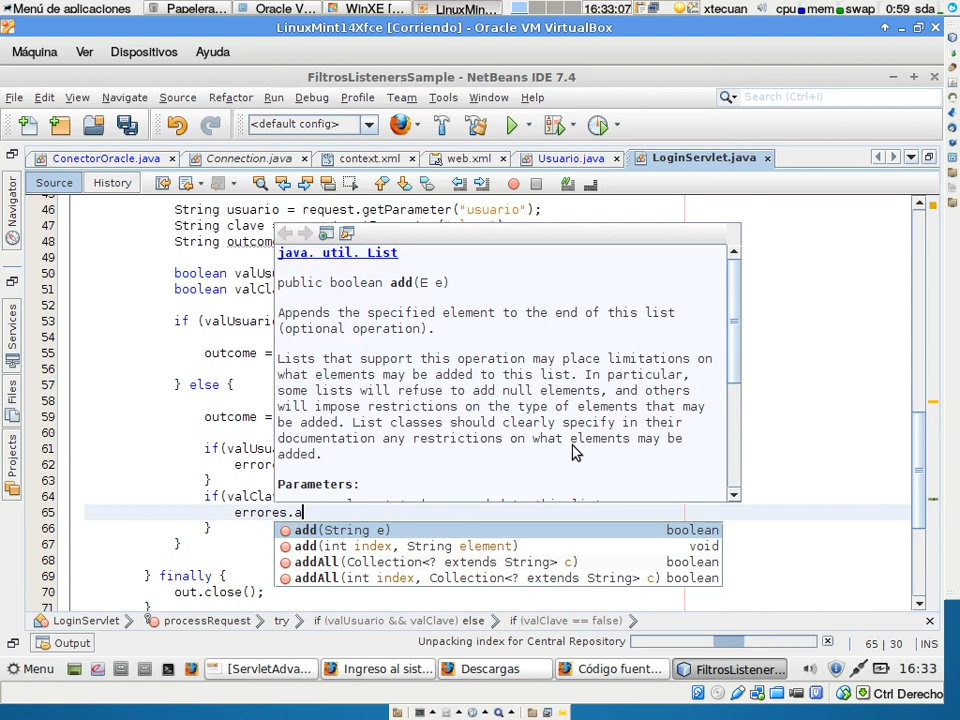 Menú de aplicaciones
Papelera...
Oracle V...
WinXE [...
LinuxMint...
16:33:07
xtecuan
cpu mem swap
0:59 sda
LinuxMint14Xfce [Corriendo] - Oracle VM VirtualBox
Máquina Ver Dispositivos Ayuda
FiltrosListenersSample - NetBeans IDE 7.4
File Edit View Navigate Source Refactor Run Debug Profile Team Tools Window Help
Search (Ctrl+I)
<default config>
ConectorOracle.java
Connection.java
context.xml
web.xml
Usuario.java
LoginServlet.java
Source History
Navigator
Services
Files
Projects
46 String usuario = request.getParameter("usuario");
47 String clave =
48 String outcome
49
50 boolean valUs
51 boolean valCl
52
53 if (valUsuari
54
55 outcome =
56
57 } else {
58
59 outcome =
60
61 if(valUsu
62 errore
63 }
64 if(valCla
65 errores.a
66 }
67 }
68
69 } finally {
70 out.close();
71 }
java. util. List
public boolean add(E e)
Appends the specified element to the end of this list
(optional operation).
Lists that support this operation may place limitations on
what elements may be added to this list. In particular,
some lists will refuse to add null elements, and others
will impose restrictions on the type of elements that may
be added. List classes should clearly specify in their
documentation any restrictions on what elements may be
added.
Parameters:
add(String e) boolean
add(int index, String element) void
addAll(Collection<? extends String> c) boolean
addAll(int index, Collection<? extends String> c) boolean
LoginServlet
processRequest
try
if (valUsuario && valClave) else
if (valClave == false)
Output
Unpacking index for Central Repository
65 | 30
INS
Menu
[ServletAdva...
Ingreso al sist...
Descargas
Código fuent...
FiltrosListener...
16:33
Ctrl Derecho